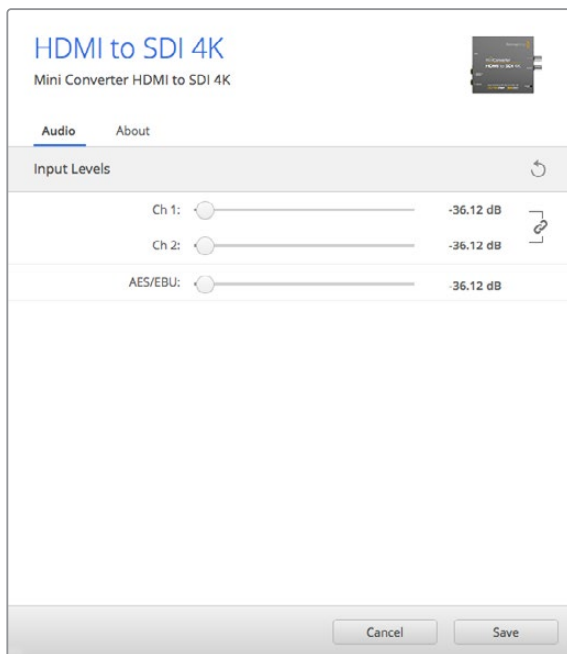 HDMI to SDI 4K
Mini Converter HDMI to SDI 4K
Audio About
Input Levels
Ch 1: -36.12 dB
Ch 2: -36.12 dB
AES/EBU: -36.12 dB
Cancel Save